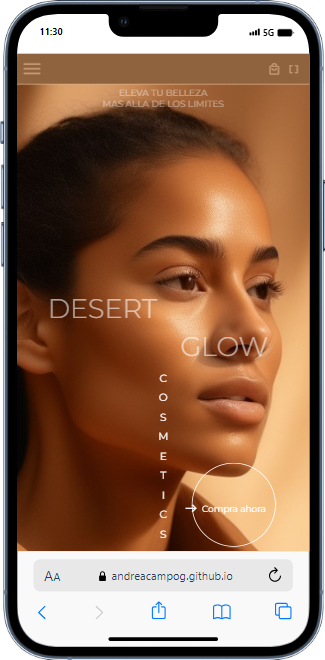 11:30
5G
ELEVA TU BELLEZA
MAS ALLA DE LOS LIMITES
DESERT
GLOW
COSMETICS
→ Compra ahora
AA
andreacampog.github.io